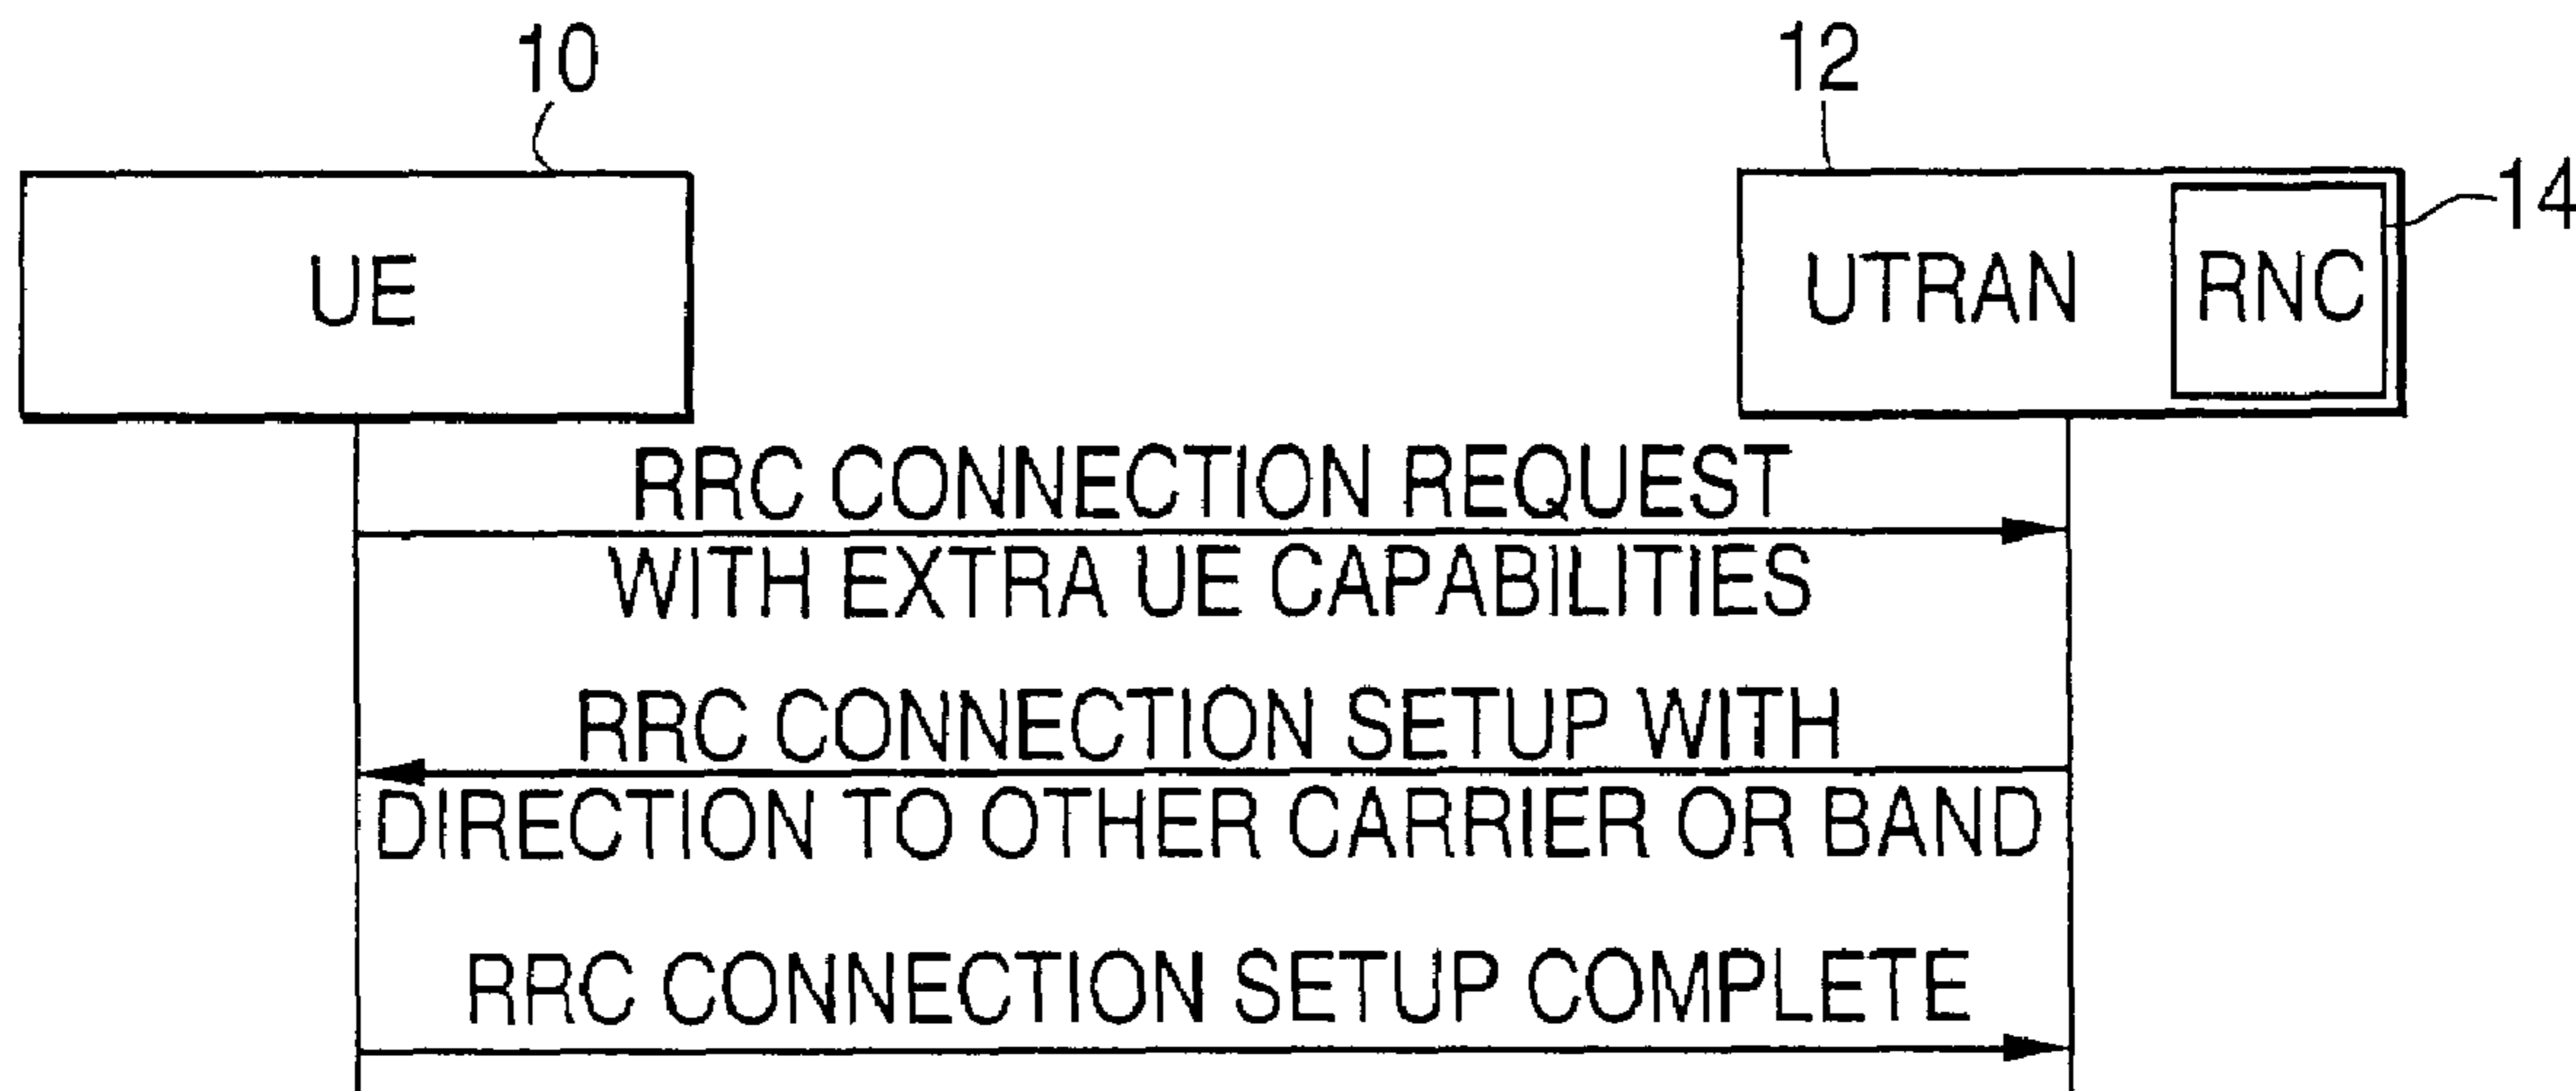 10
12
14
UE
UTRAN
RNC
RRC CONNECTION REQUEST
WITH EXTRA UE CAPABILITIES
RRC CONNECTION SETUP WITH
DIRECTION TO OTHER CARRIER OR BAND
RRC CONNECTION SETUP COMPLETE